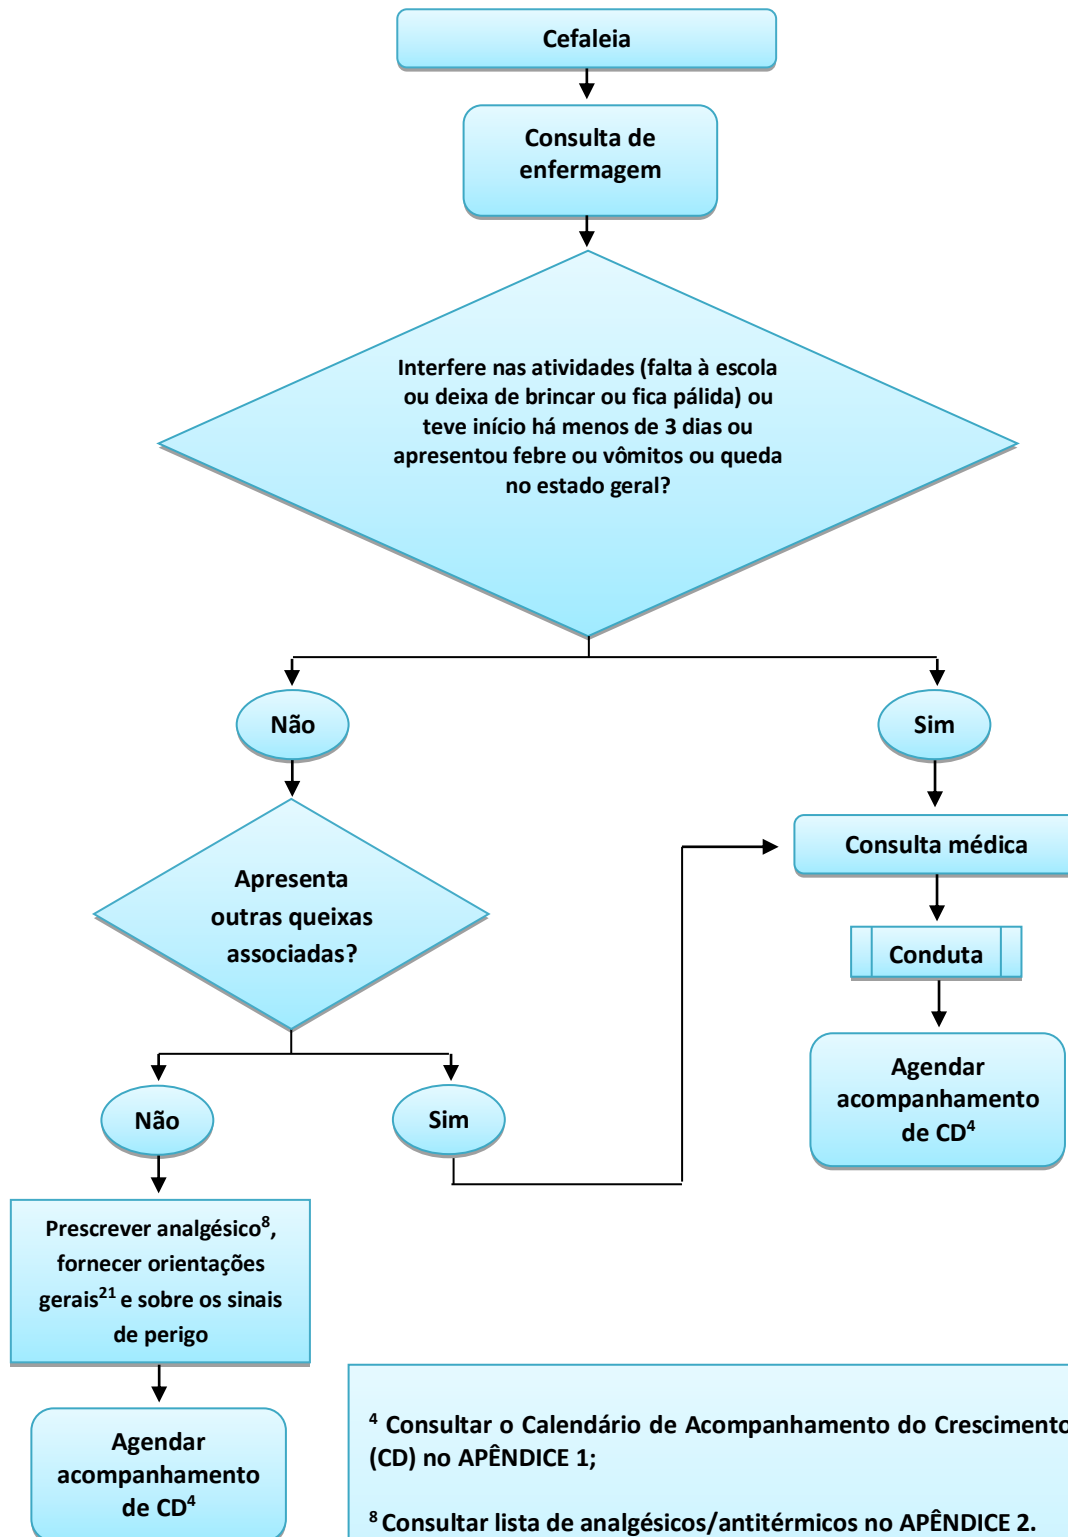 Cefaleia
Consulta de
enfermagem
Interfere nas atividades (falta à escola
ou deixa de brincar ou fica pálida) ou
teve início há menos de 3 dias ou
apresentou febre ou vômitos ou queda
no estado geral?
Não
Sim
Apresenta
outras queixas
associadas?
Consulta médica
Conduta
Agendar
acompanhamento
de CD⁴
Não
Sim
Prescrever analgésico⁸,
fornecer orientações
gerais²¹ e sobre os sinais
de perigo
Agendar
acompanhamento
de CD⁴
⁴ Consultar o Calendário de Acompanhamento do Crescimento
(CD) no APÊNDICE 1;
⁸ Consultar lista de analgésicos/antitérmicos no APÊNDICE 2.